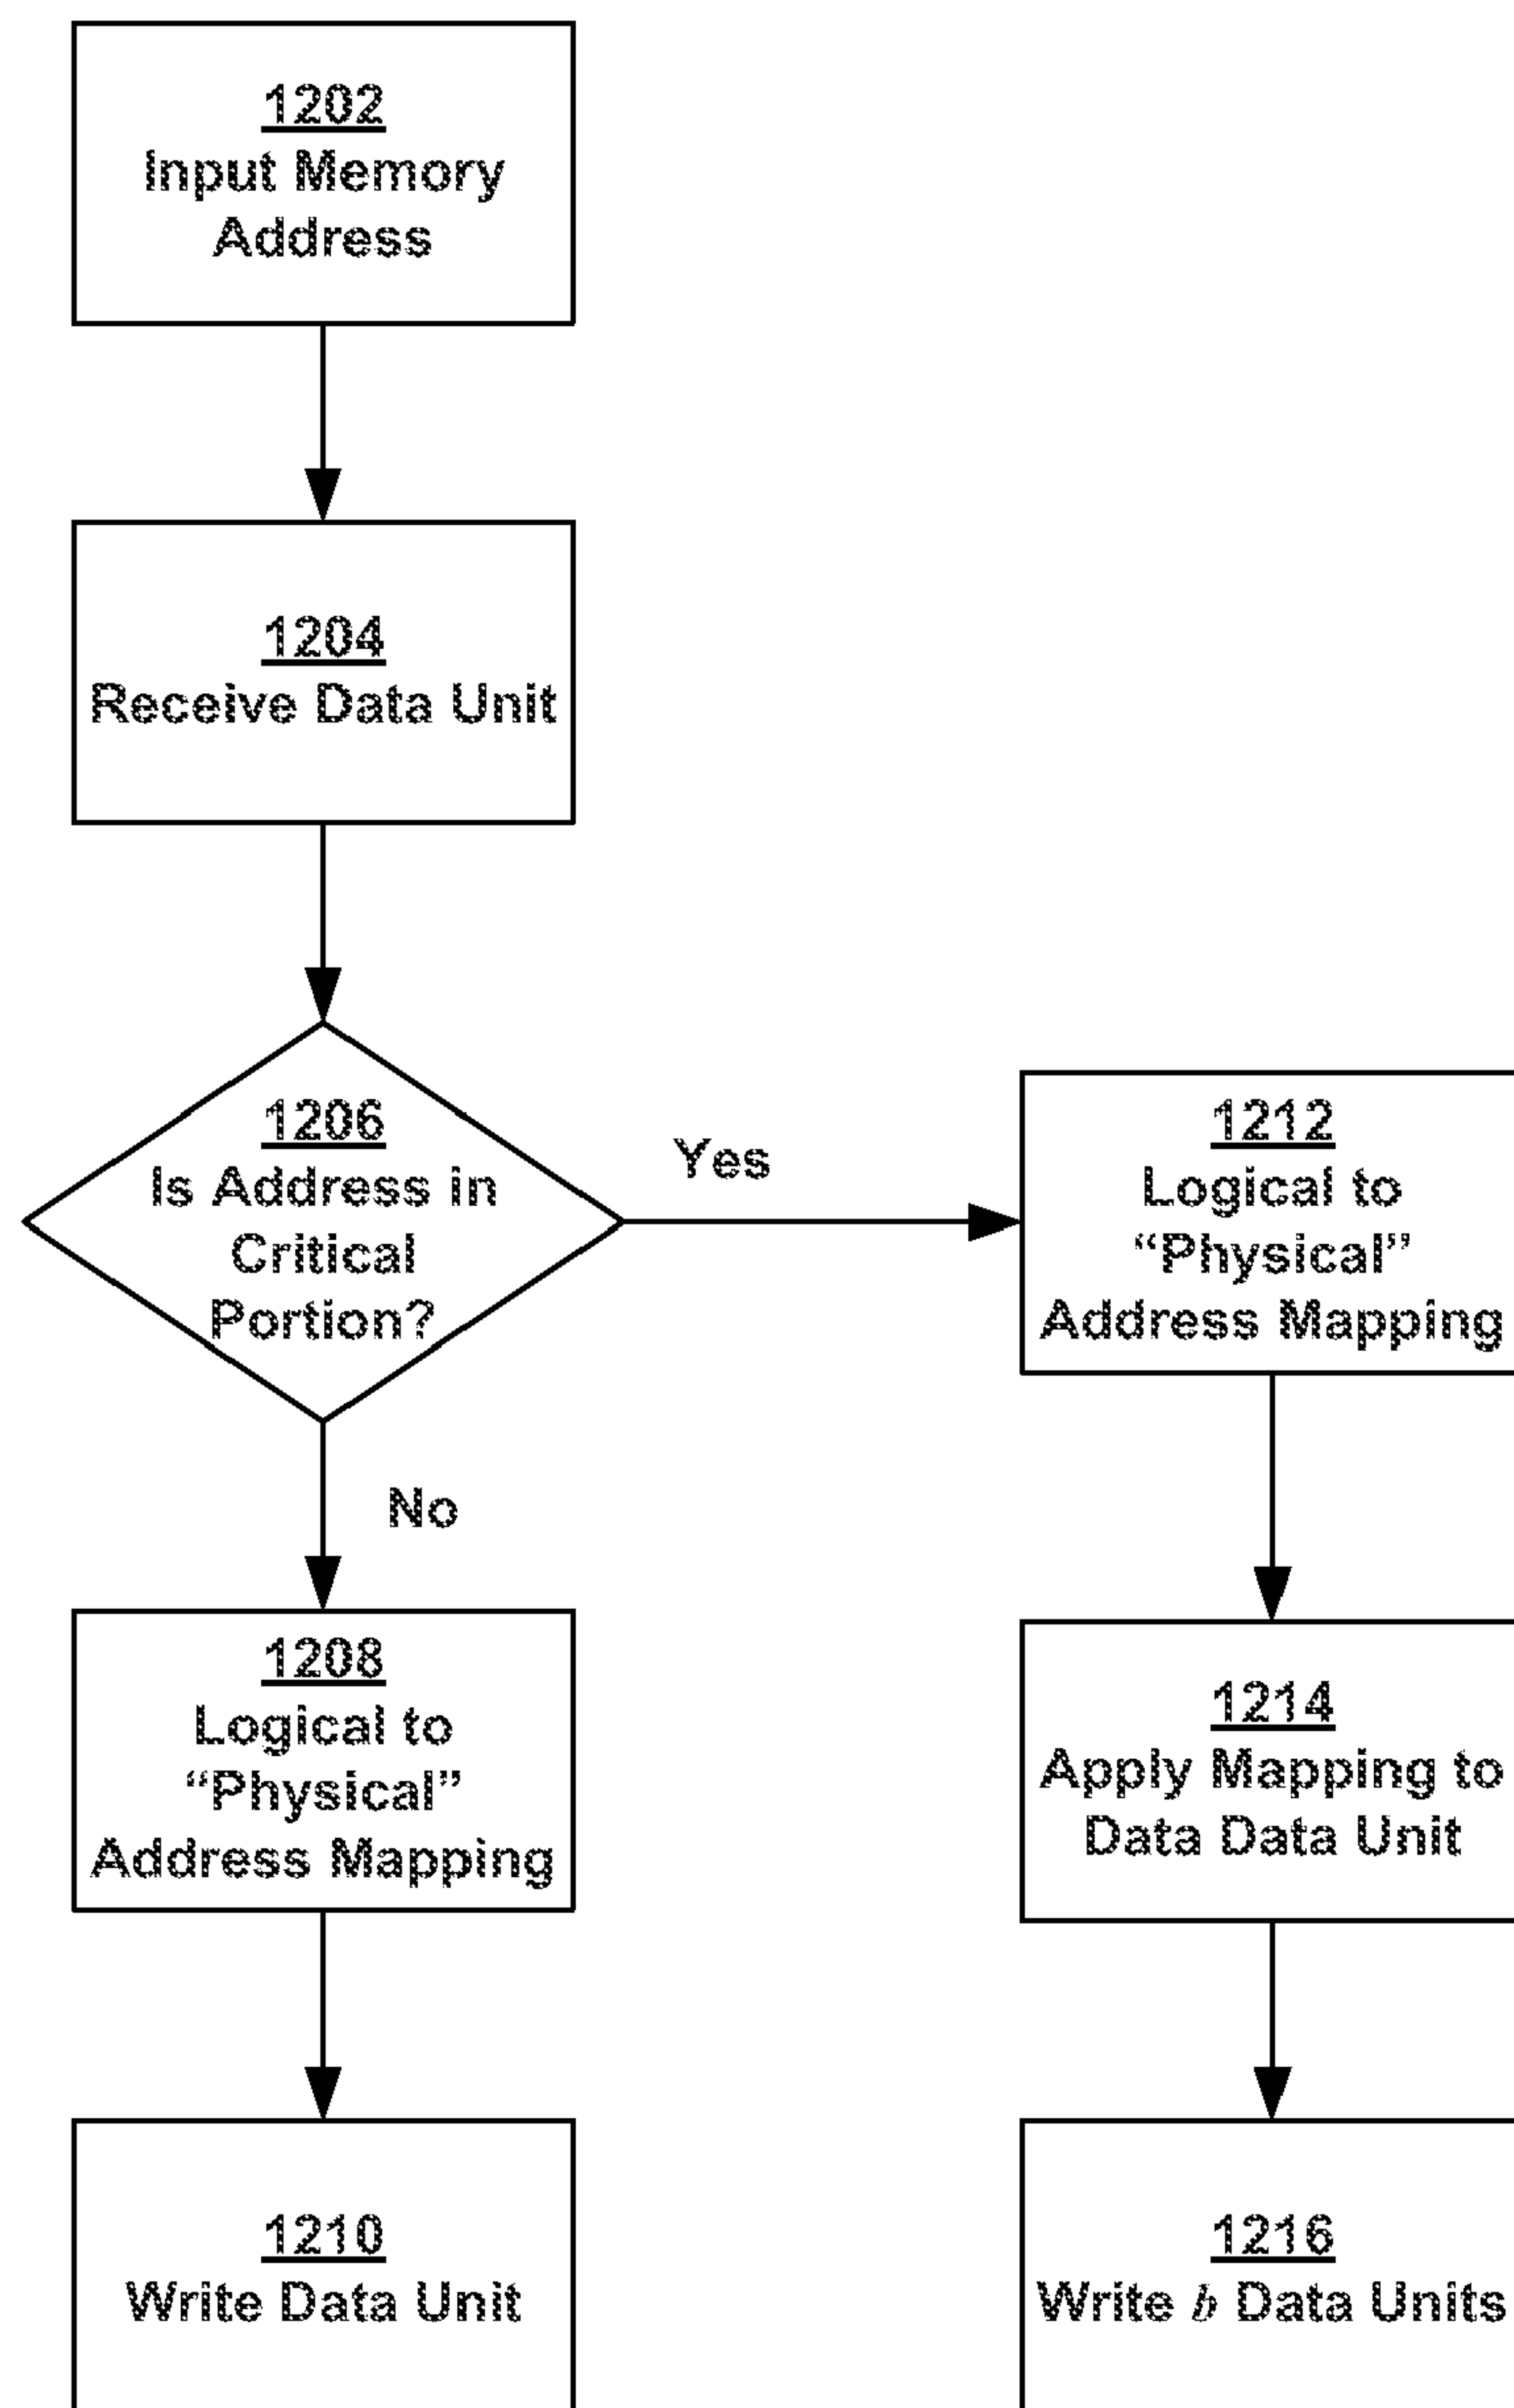 1202
Input Memory
Address
1204
Receive Data Unit
1206
Is Address in
Critical
Portion?
Yes
No
1208
Logical to
“Physical”
Address Mapping
1210
Write Data Unit
1212
Logical to
“Physical”
Address Mapping
1214
Apply Mapping to
Data Data Unit
1216
Write b Data Units